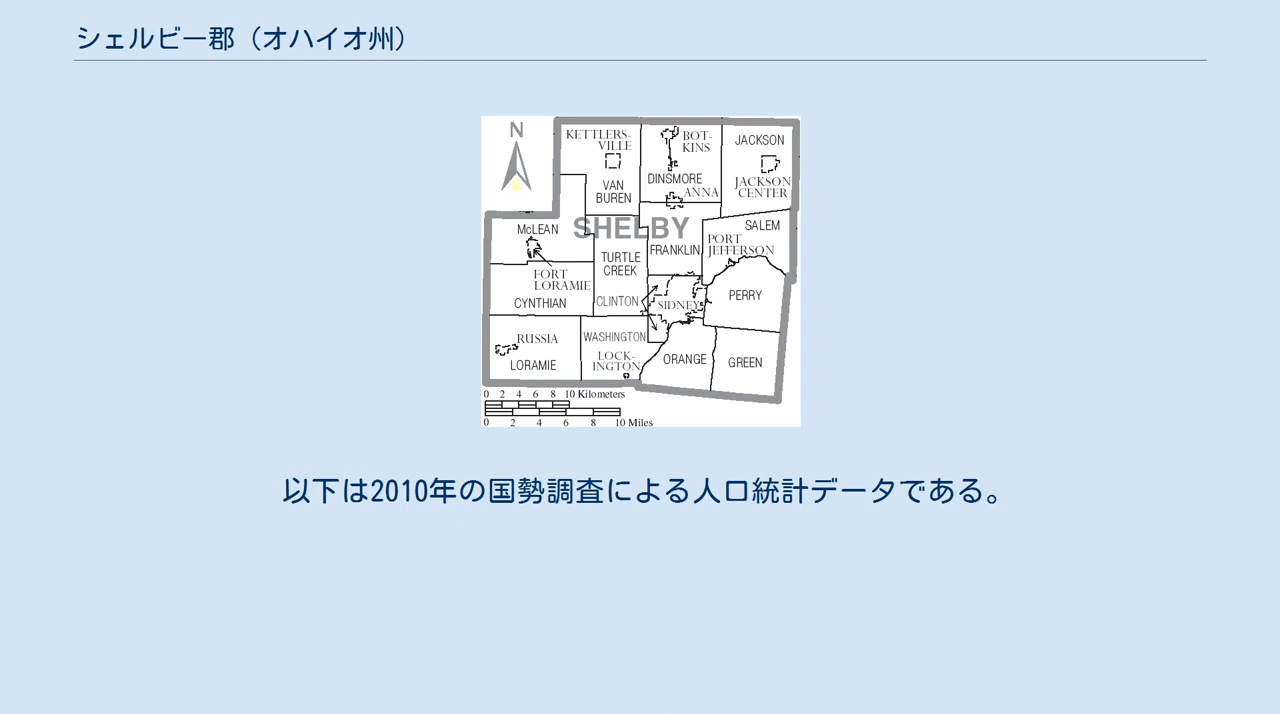 シェルビー郡（オハイオ州）
N
KETTLERS-
VILLE
BOT-
KINS
JACKSON
VAN
BUREN
DINSMORE
ANNA
JACKSON
CENTER
McLEAN
SHELBY
SALEM
FRANKLIN
PORT
JEFFERSON
TURTLE
CREEK
FORT
LORAMIE
CYNTHIAN
CLINTON
SIDNEY
PERRY
RUSSIA
WASHINGTON
LORAMIE
LOCK-
INGTON
ORANGE
GREEN
0 2 4 6 8 10 Kilometers
0 2 4 6 8 10 Miles
以下は2010年の国勢調査による人口統計データである。